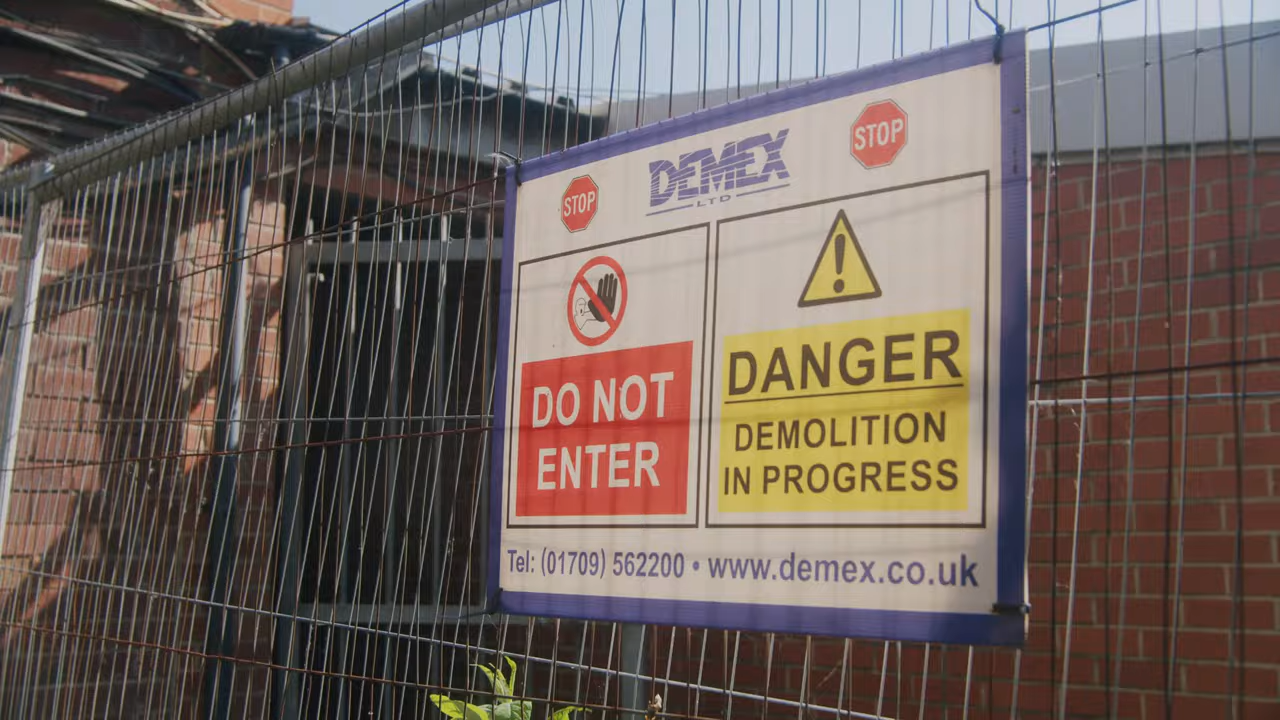 STOP
DEMEX
LTD
STOP
DO NOT
ENTER
DANGER
DEMOLITION
IN PROGRESS
Tel: (01709) 562200 • www.demex.co.uk